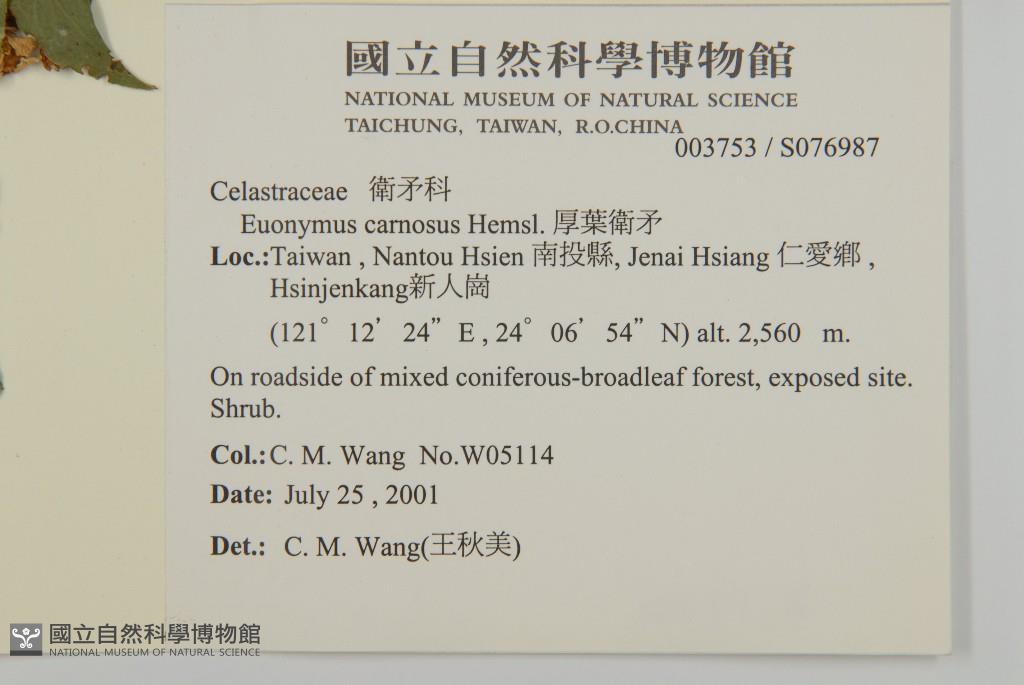 國立自然科學博物館
NATIONAL MUSEUM OF NATURAL SCIENCE
TAICHUNG, TAIWAN, R.O.CHINA
003753 / S076987
Celastraceae 衛矛科
Euonymus carnosus Hemsl. 厚葉衛矛
Loc.:Taiwan , Nantou Hsien 南投縣, Jenai Hsiang 仁愛鄉 ,
Hsinjenkang新人崗
(121° 12’ 24” E , 24° 06’ 54” N) alt. 2,560 m.
On roadside of mixed coniferous-broadleaf forest, exposed site.
Shrub.
Col.: C. M. Wang No.W05114
Date: July 25 , 2001
Det.: C. M. Wang(王秋美)
國立自然科學博物館
NATIONAL MUSEUM OF NATURAL SCIENCE